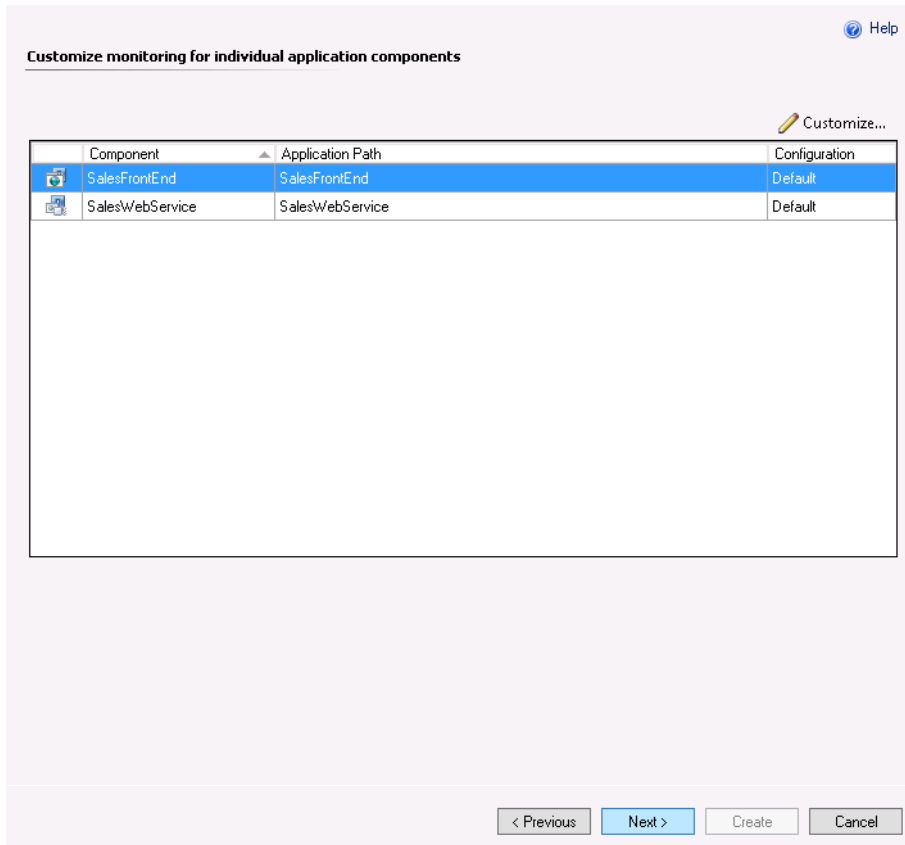 Help
Customize monitoring for individual application components
Customize...
Component Application Path Configuration
SalesFrontEnd SalesFrontEnd Default
SalesWebService SalesWebService Default
< Previous Next > Create Cancel